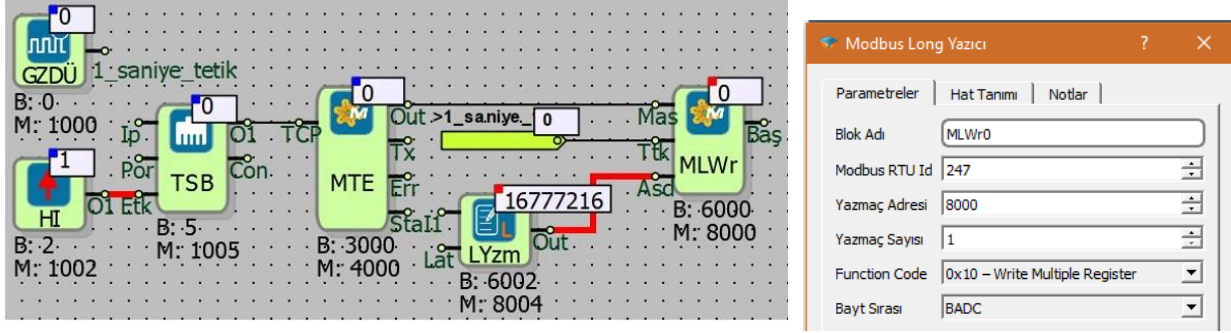 0
GZDÜ
1_saniye_tetik
B: 0
M: 1000
1
HI
O1
B: 2
M: 1002
0
Ip
Por
Etk
TSB
O1
Con
B: 5
M: 1005
0
TCP
MTE
Out
Tx
Err
Sta
B: 3000
M: 4000
>1_saniye_
0
16777216
I1
Lat
L
LYzm
Out
B: 6002
M: 8004
0
Mas
Ttk
Asd
MLWr
Baş
B: 6000
M: 8000
Modbus Long Yazıcı ? ×
Parametreler Hat Tanımı Notlar
Blok Adı MLWr0
Modbus RTU Id 247
Yazmaç Adresi 8000
Yazmaç Sayısı 1
Function Code 0x10 – Write Multiple Register
Bayt Sırası BADC